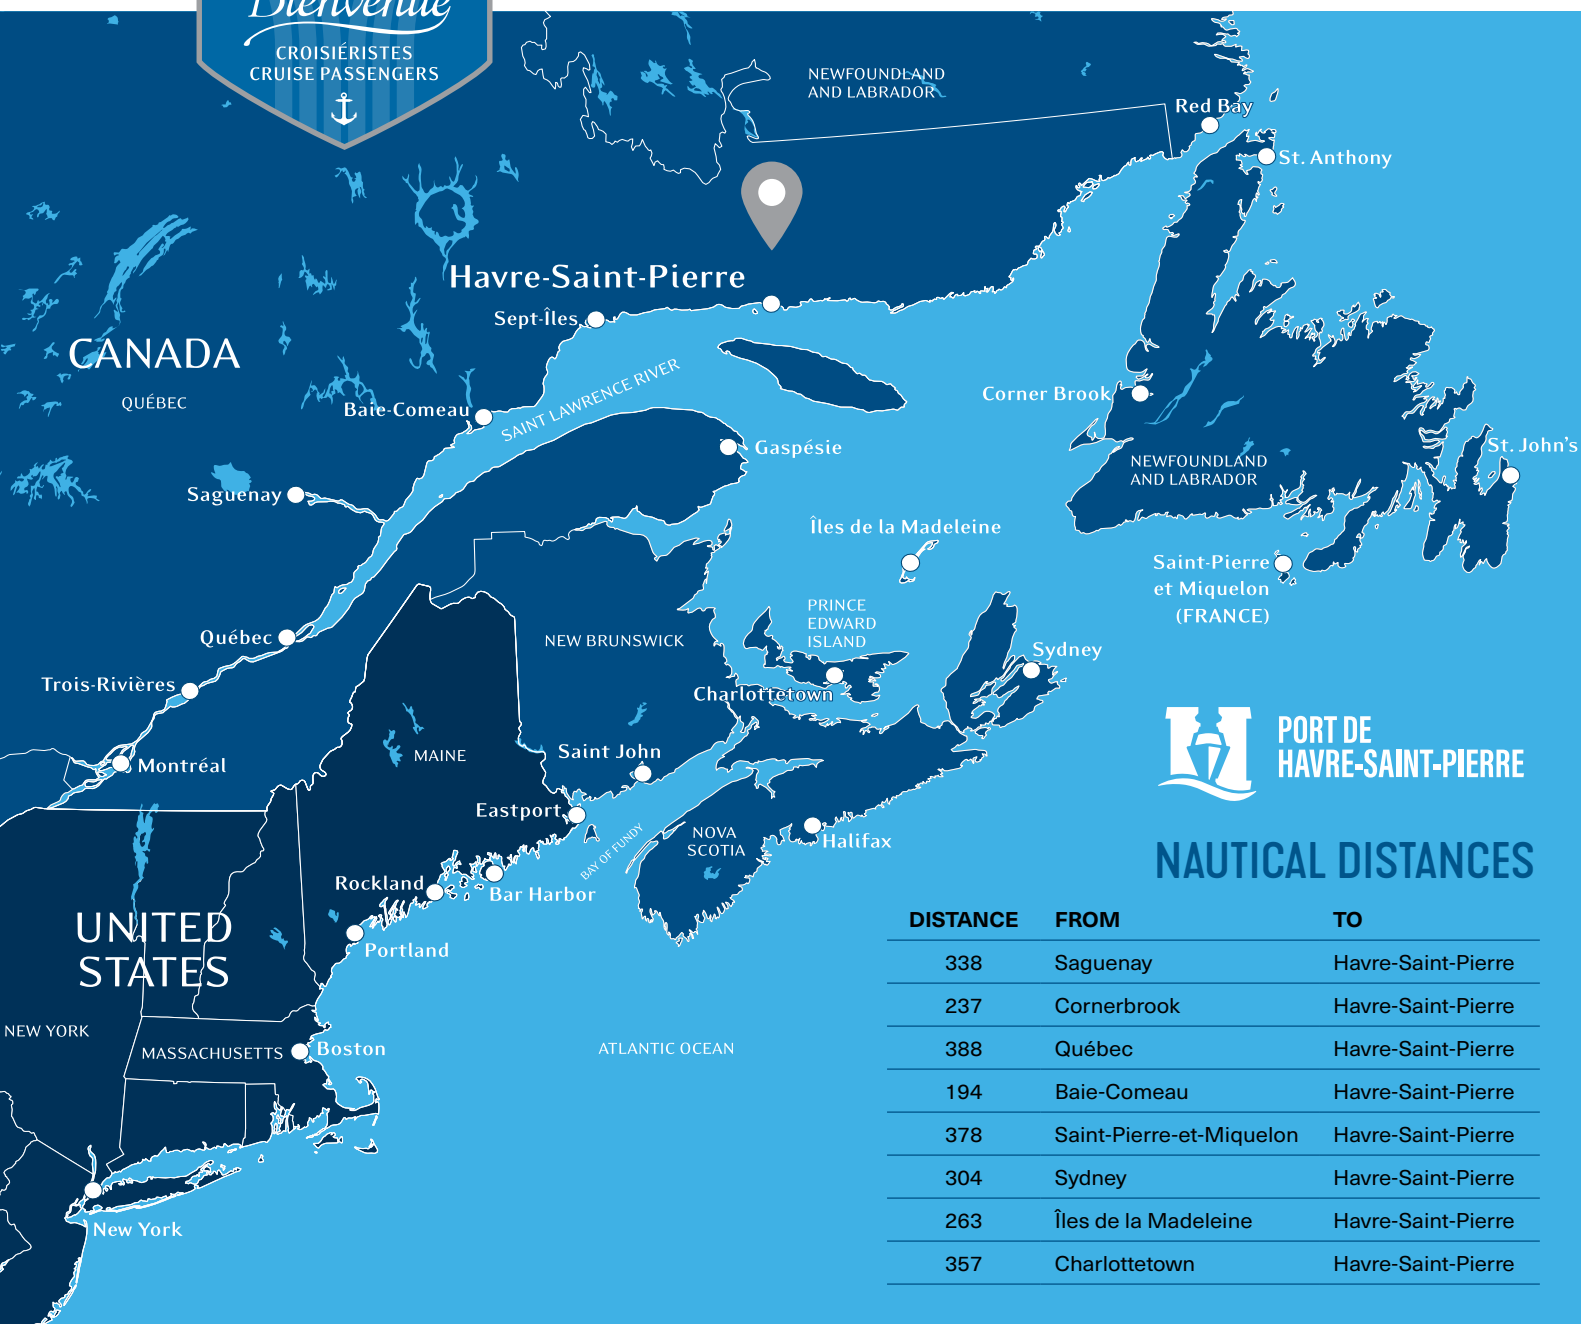 Bienvenue
CROISIÉRISTES
CRUISE PASSENGERS
NEWFOUNDLAND
AND LABRADOR
Red Bay
St. Anthony
Havre-Saint-Pierre
Sept-Îles
CANADA
QUÉBEC
Baie-Comeau
SAINT LAWRENCE RIVER
Corner Brook
Gaspésie
St. John's
NEWFOUNDLAND
AND LABRADOR
Saguenay
Îles de la Madeleine
Saint-Pierre
et Miquelon
(FRANCE)
PRINCE
EDWARD
ISLAND
Québec
NEW BRUNSWICK
Sydney
Trois-Rivières
Charlottetown
Montréal
MAINE
Saint John
PORT DE
HAVRE-SAINT-PIERRE
Eastport
BAY OF FUNDY
NOVA
SCOTIA
Halifax
Rockland
Bar Harbor
UNITED
STATES
Portland
NEW YORK
MASSACHUSETTS
Boston
ATLANTIC OCEAN
New York
NAUTICAL DISTANCES
DISTANCE FROM TO
338 Saguenay Havre-Saint-Pierre
237 Cornerbrook Havre-Saint-Pierre
388 Québec Havre-Saint-Pierre
194 Baie-Comeau Havre-Saint-Pierre
378 Saint-Pierre-et-Miquelon Havre-Saint-Pierre
304 Sydney Havre-Saint-Pierre
263 Îles de la Madeleine Havre-Saint-Pierre
357 Charlottetown Havre-Saint-Pierre